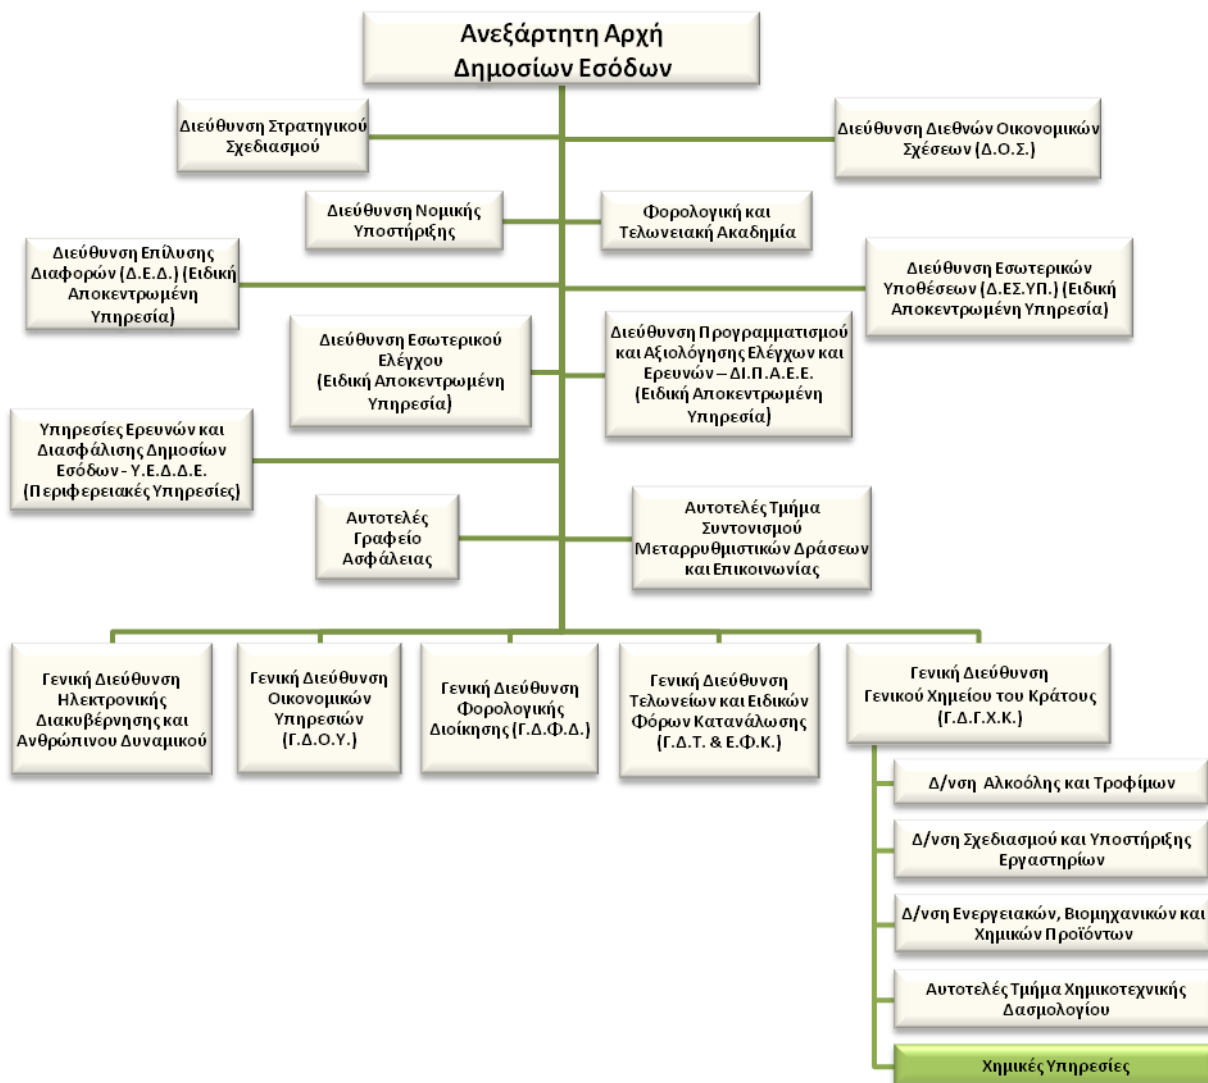 Ανεξάρτητη Αρχή
Δημοσίων Εσόδων
Διεύθυνση Στρατηγικού
Σχεδιασμού
Διεύθυνση Διεθνών Οικονομικών
Σχέσεων (Δ.Ο.Σ.)
Διεύθυνση Νομικής
Υποστήριξης
Φορολογική και
Τελωνειακή Ακαδημία
Διεύθυνση Επίλυσης
Διαφορών (Δ.Ε.Δ.) (Ειδική
Αποκεντρωμένη
Υπηρεσία)
Διεύθυνση Εσωτερικών
Υποθέσεων (Δ.ΕΣ.ΥΠ.) (Ειδική
Αποκεντρωμένη Υπηρεσία)
Διεύθυνση Εσωτερικού
Ελέγχου
(Ειδική Αποκεντρωμένη
Υπηρεσία)
Διεύθυνση Προγραμματισμού
και Αξιολόγησης Ελέγχων και
Ερευνών – ΔΙ.Π.Α.Ε.Ε.
(Ειδική Αποκεντρωμένη
Υπηρεσία)
Υπηρεσίες Ερευνών και
Διασφάλισης Δημοσίων
Εσόδων - Υ.Ε.Δ.Δ.Ε.
(Περιφερειακές Υπηρεσίες)
Αυτοτελές
Γραφείο
Ασφάλειας
Αυτοτελές Τμήμα
Συντονισμού
Μεταρρυθμιστικών Δράσεων
και Επικοινωνίας
Γενική Διεύθυνση
Ηλεκτρονικής
Διακυβέρνησης και
Ανθρώπινου Δυναμικού
Γενική Διεύθυνση
Οικονομικών
Υπηρεσιών
(Γ.Δ.Ο.Υ.)
Γενική Διεύθυνση
Φορολογικής
Διοίκησης (Γ.Δ.Φ.Δ.)
Γενική Διεύθυνση
Τελωνείων και Ειδικών
Φόρων Κατανάλωσης
(Γ.Δ.Τ. & Ε.Φ.Κ.)
Γενική Διεύθυνση
Γενικού Χημείου του Κράτους
(Γ.Δ.Γ.Χ.Κ.)
Δ/νση Αλκοόλης και Τροφίμων
Δ/νση Σχεδιασμού και Υποστήριξης
Εργαστηρίων
Δ/νση Ενεργειακών, Βιομηχανικών και
Χημικών Προϊόντων
Αυτοτελές Τμήμα Χημικοτεχνικής
Δασμολογίου
Χημικές Υπηρεσίες